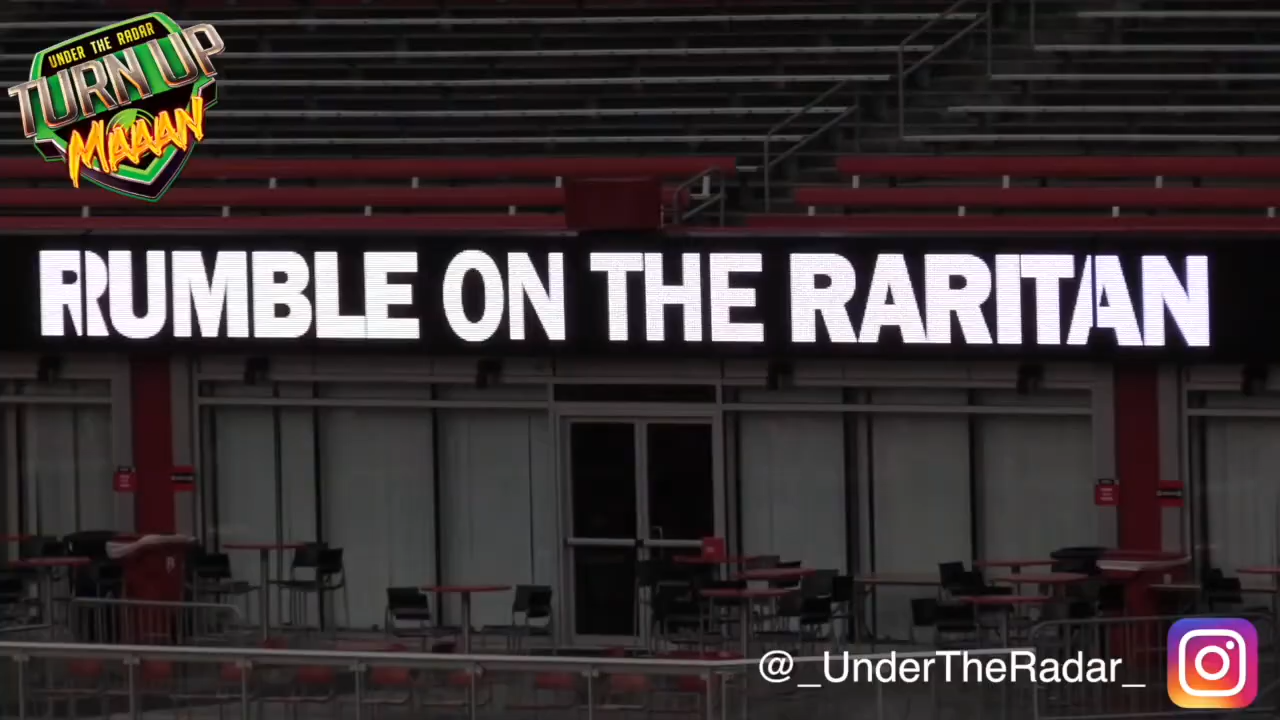 UNDER THE RADAR
TURN UP
MAAAN
RUMBLE ON THE RARITAN
@_UnderTheRadar_